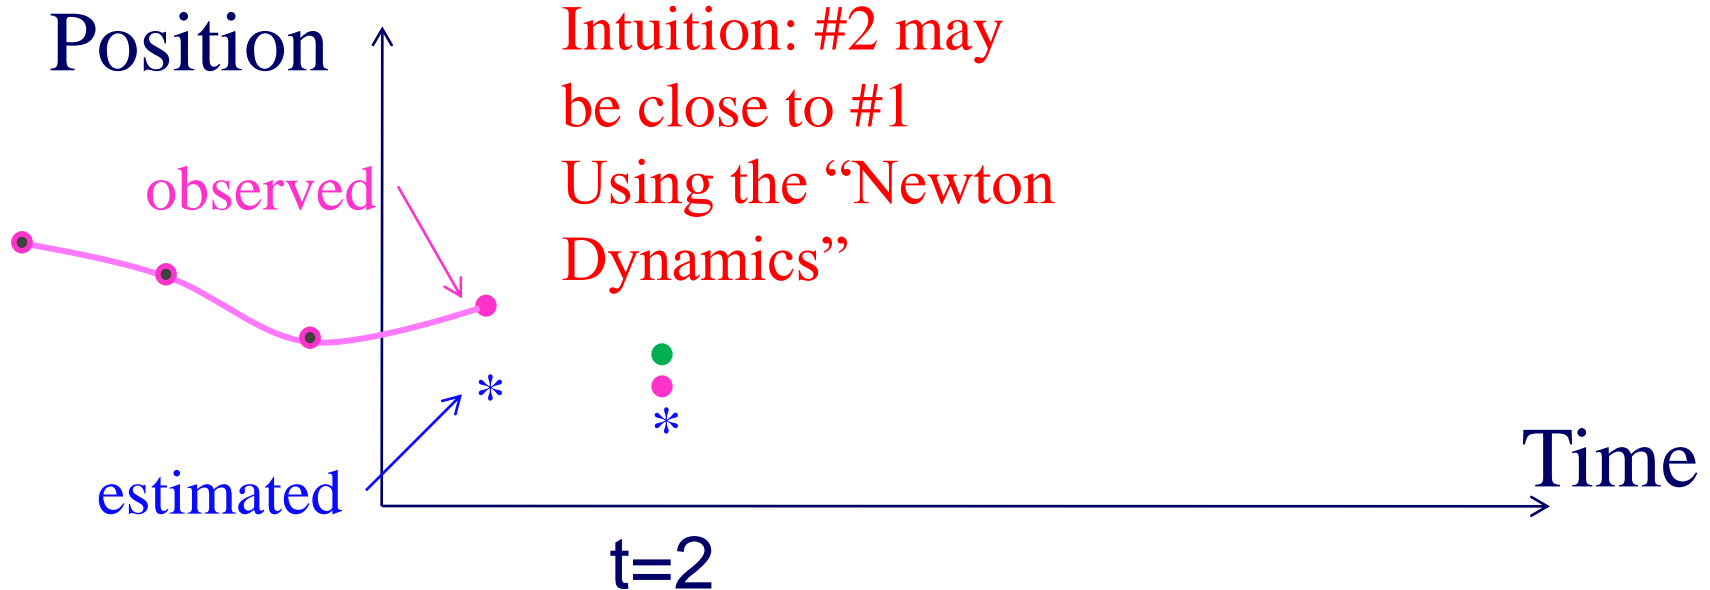 Position
Intuition: #2 may
be close to #1
Using the “Newton
Dynamics”
observed
*
*
estimated
Time
t=2